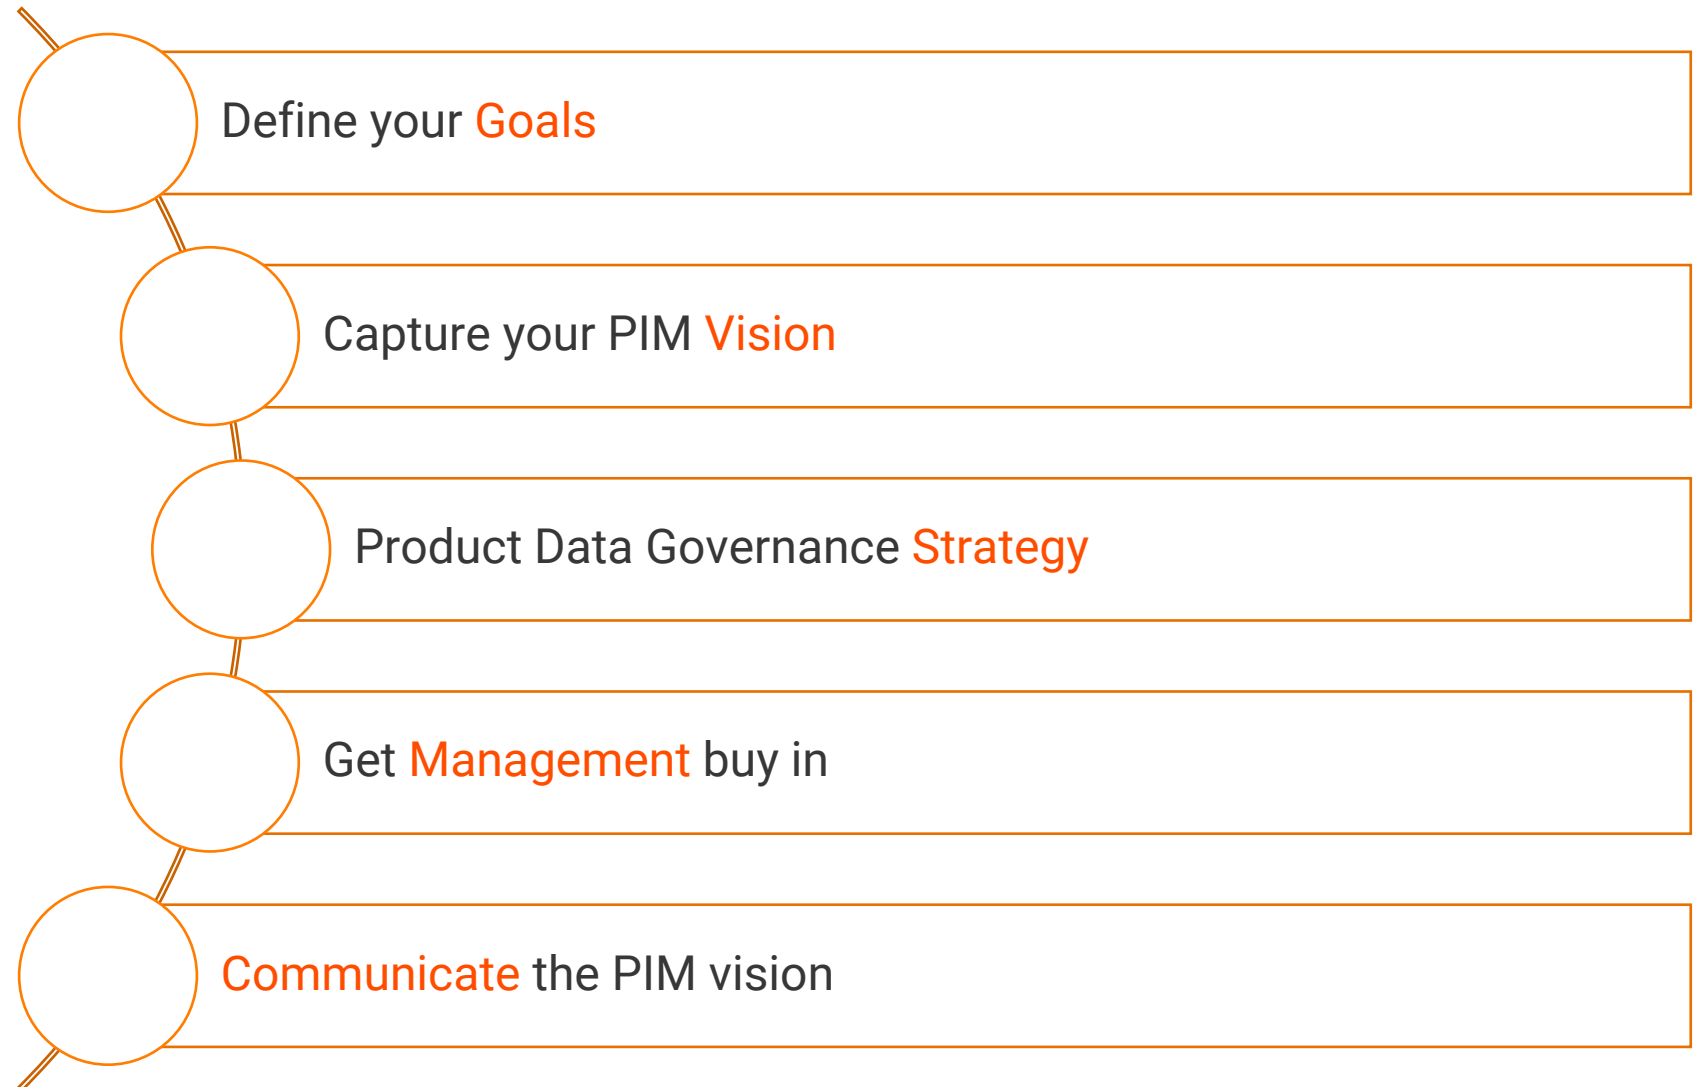 Define your Goals
Capture your PIM Vision
Product Data Governance Strategy
Get Management buy in
Communicate the PIM vision